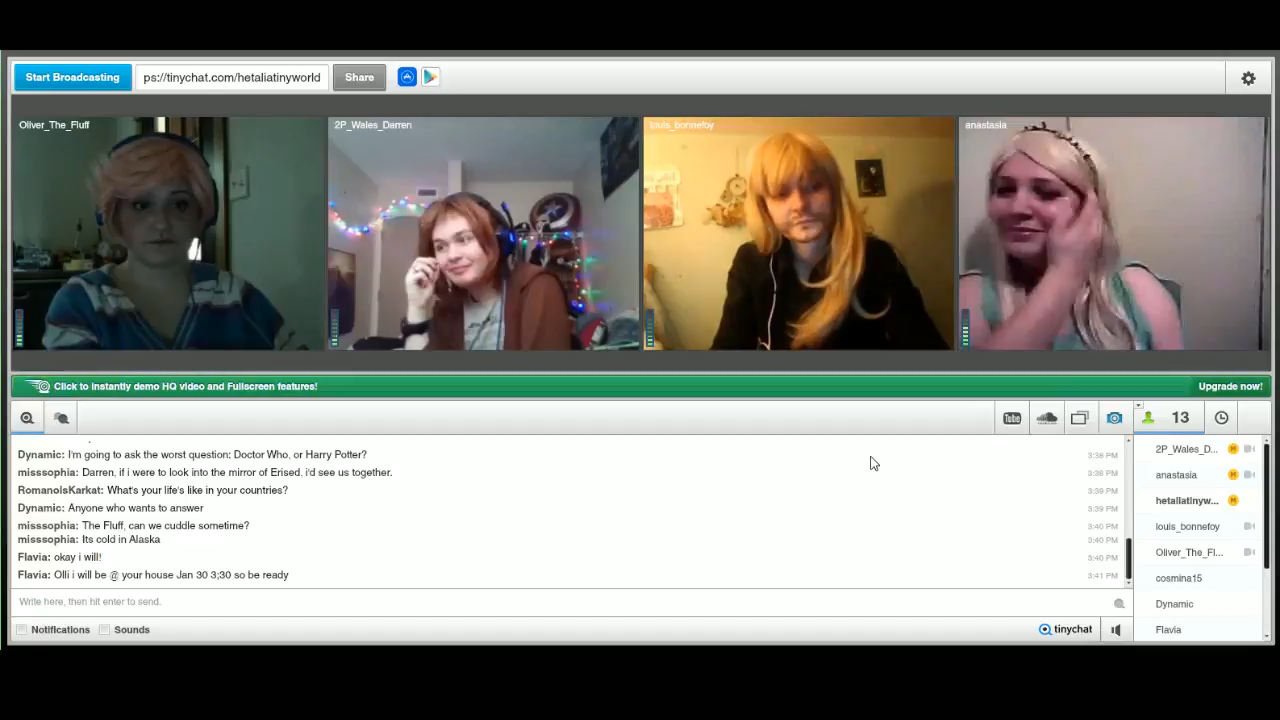 Start Broadcasting
ps://tinychat.com/hetaliatinyworld
Share
Oliver_The_Fluff
2P_Wales_Darren
louis_bonnefoy
anastasia
Click to instantly demo HQ video and Fullscreen features!
Upgrade now!
You Tube
13
Dynamic: I'm going to ask the worst question: Doctor Who, or Harry Potter?
3:38 PM
misssophia: Darren, if i were to look into the mirror of Erised, i'd see us together.
3:38 PM
RomanoIsKarkat: What's your life's like in your countries?
3:39 PM
Dynamic: Anyone who wants to answer
3:39 PM
misssophia: The Fluff, can we cuddle sometime?
3:40 PM
misssophia: Its cold in Alaska
3:40 PM
Flavia: okay i will!
3:40 PM
Flavia: Olli i will be @ your house Jan 30 3;30 so be ready
3:41 PM
2P_Wales_D... M
anastasia M
hetaliatinyw... M
louis_bonnefoy
Oliver_The_Fl...
cosmina15
Dynamic
Flavia
Write here, then hit enter to send.
Notifications
Sounds
tinychat